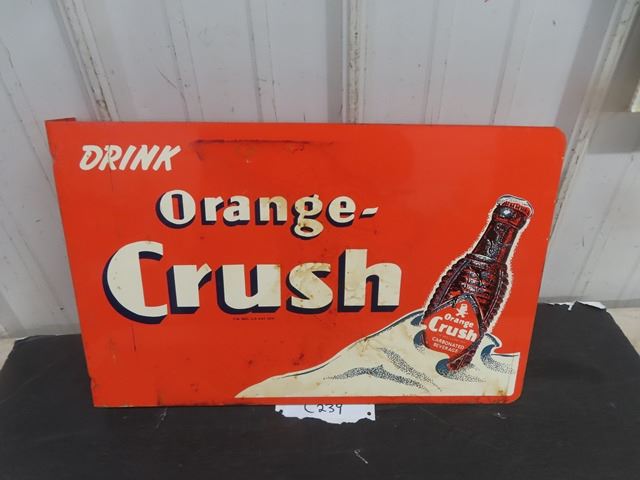 DRINK
Orange-
Crush
Orange
Crush
CARBONATED
BEVERAGE
C239